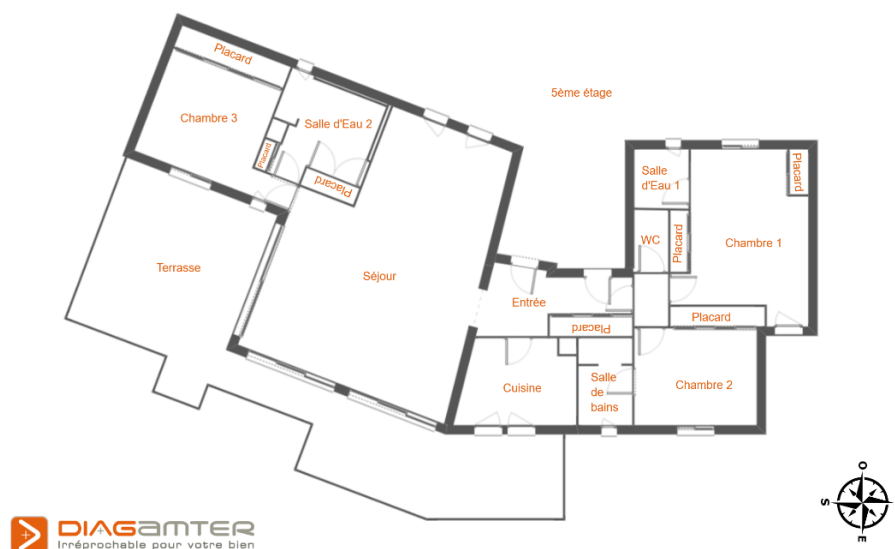 Placard
5ème étage
Chambre 3
Salle d'Eau 2
Placard
Placard
Salle
d'Eau 1
Placard
WC
Placard
Chambre 1
Terrasse
Séjour
Entrée
Placard
Placard
Cuisine
Salle
de
bains
Chambre 2
O
S
N
E
DIAGAMTER
Irréprochable pour votre bien